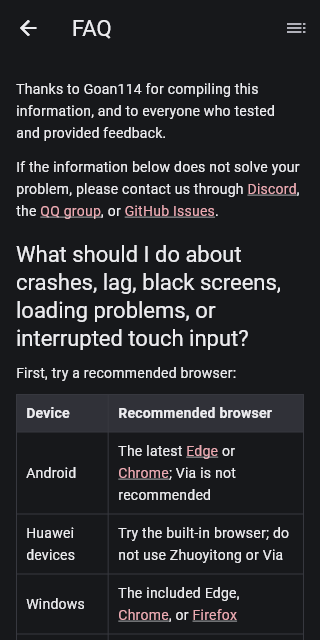 FAQ
Thanks to Goan114 for compiling this
information, and to everyone who tested
and provided feedback.
If the information below does not solve your
problem, please contact us through Discord,
the QQ group, or GitHub Issues.
What should I do about
crashes, lag, black screens,
loading problems, or
interrupted touch input?
First, try a recommended browser:
Device Recommended browser
Android The latest Edge or
Chrome; Via is not
recommended
Huawei devices Try the built-in browser; do
not use Zhuoyitong or Via
Windows The included Edge,
Chrome, or Firefox